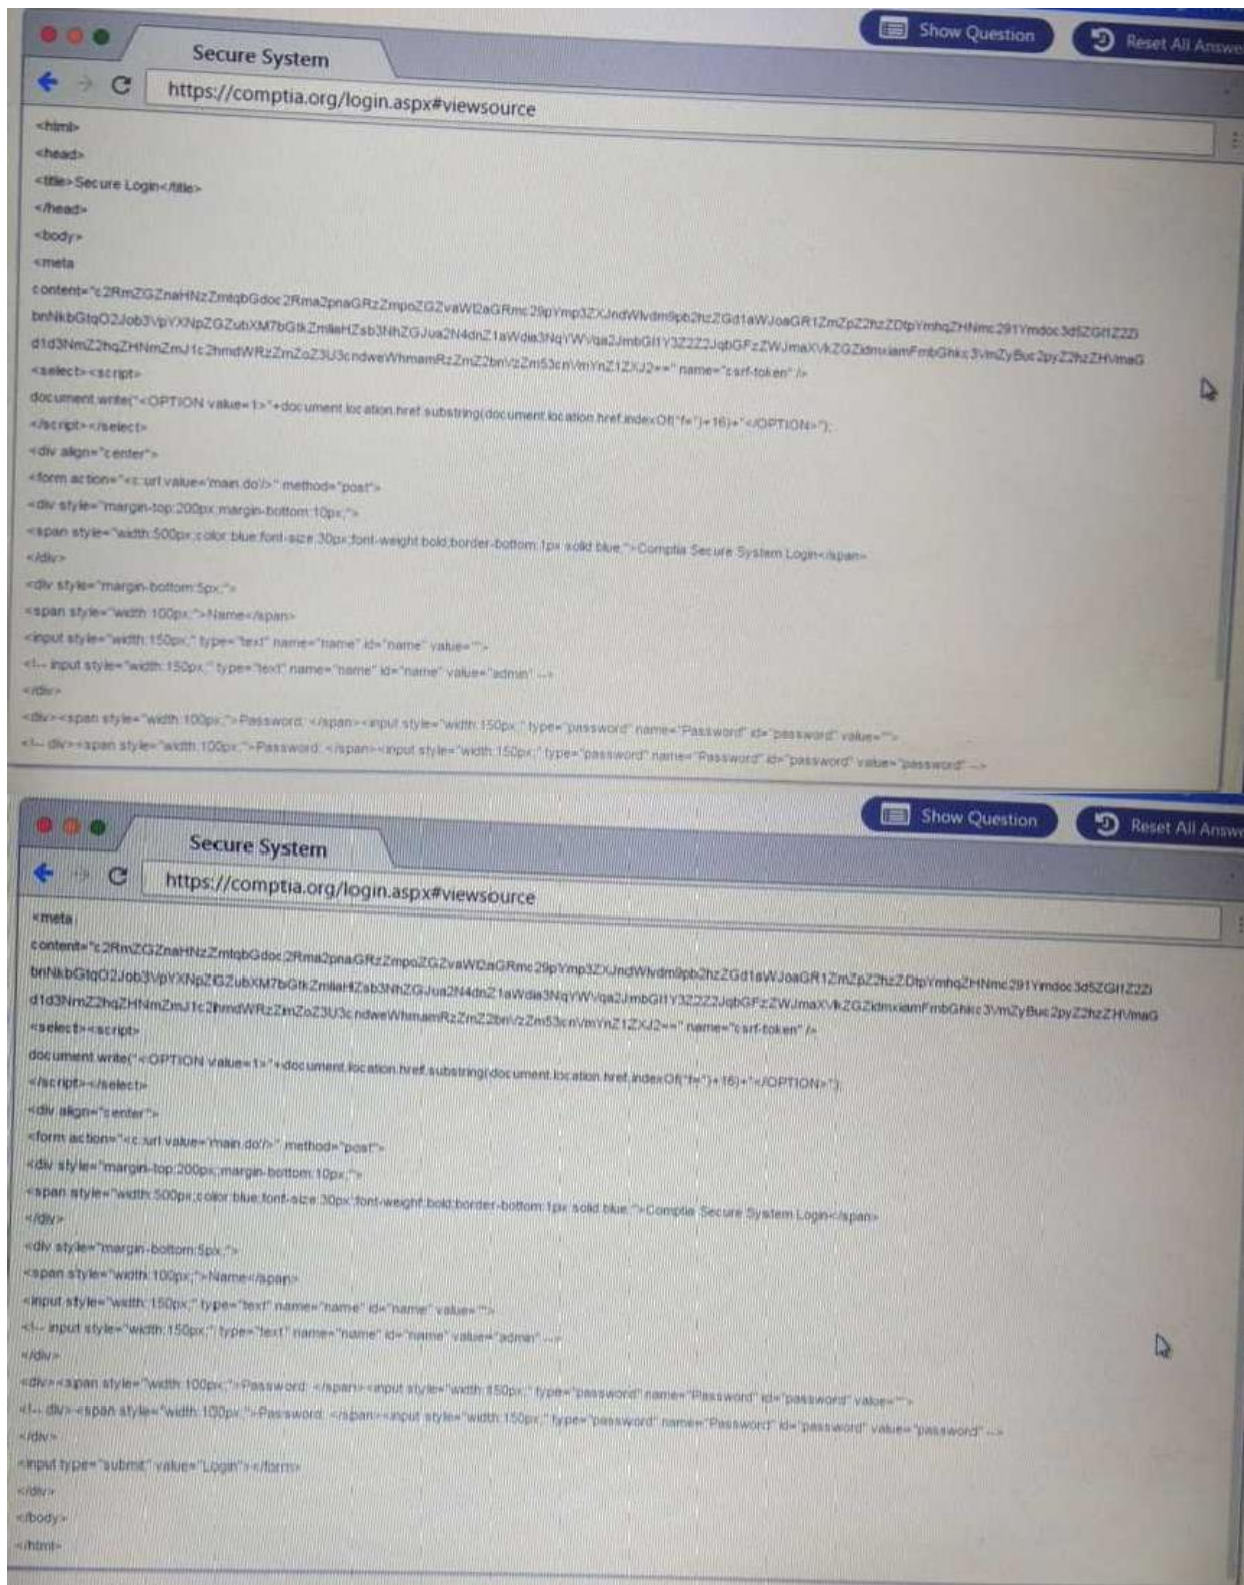 Show Question
Reset All Answe
Secure System
https://comptia.org/login.aspx#viewsource
<html>
<head>
<title>Secure Login</title>
</head>
<body>
<meta
<select><script>
document.write("<OPTION value=1>"+document.location.href.substring(document.location.href.indexOf("f=")+16)+"</OPTION>");
</script></select>
<div align="center">
<form action="<c:url value='main.do'/>" method="post">
<div style="margin-top:200px;margin-bottom:10px;">
<span style="width:500px;color:blue;font-size:30px;font-weight:bold;border-bottom:1px solid blue;">Comptia Secure System Login</span>
</div>
<div style="margin-bottom:5px;">
<span style="width:100px;">Name</span>
<input style="width:150px;" type="text" name="name" id="name" value="">
<!-- input style="width:150px;" type="text" name="name" id="name" value="admin" -->
</div>
<div><span style="width:100px;">Password: </span><input style="width:150px;" type="password" name="Password" id="password" value="">
<!-- div><span style="width:100px;">Password: </span><input style="width:150px;" type="password" name="Password" id="password" value="password" -->
Show Question
Reset All Answe
Secure System
https://comptia.org/login.aspx#viewsource
<meta
<select><script>
document.write("<OPTION value=1>"+document.location.href.substring(document.location.href.indexOf("f=")+16)+"</OPTION>");
</script></select>
<div align="center">
<form action="<c:url value='main.do'/>" method="post">
<div style="margin-top:200px;margin-bottom:10px;">
<span style="width:500px;color:blue;font-size:30px;font-weight:bold;border-bottom:1px solid blue;">Comptia Secure System Login</span>
</div>
<div style="margin-bottom:5px;">
<span style="width:100px;">Name</span>
<input style="width:150px;" type="text" name="name" id="name" value="">
<!-- input style="width:150px;" type="text" name="name" id="name" value="admin" -->
</div>
<div><span style="width:100px;">Password: </span><input style="width:150px;" type="password" name="Password" id="password" value="">
<!-- div><span style="width:100px;">Password: </span><input style="width:150px;" type="password" name="Password" id="password" value="password" -->
</div>
<input type="submit" value="Login"></form>
</div>
</body>
</html>